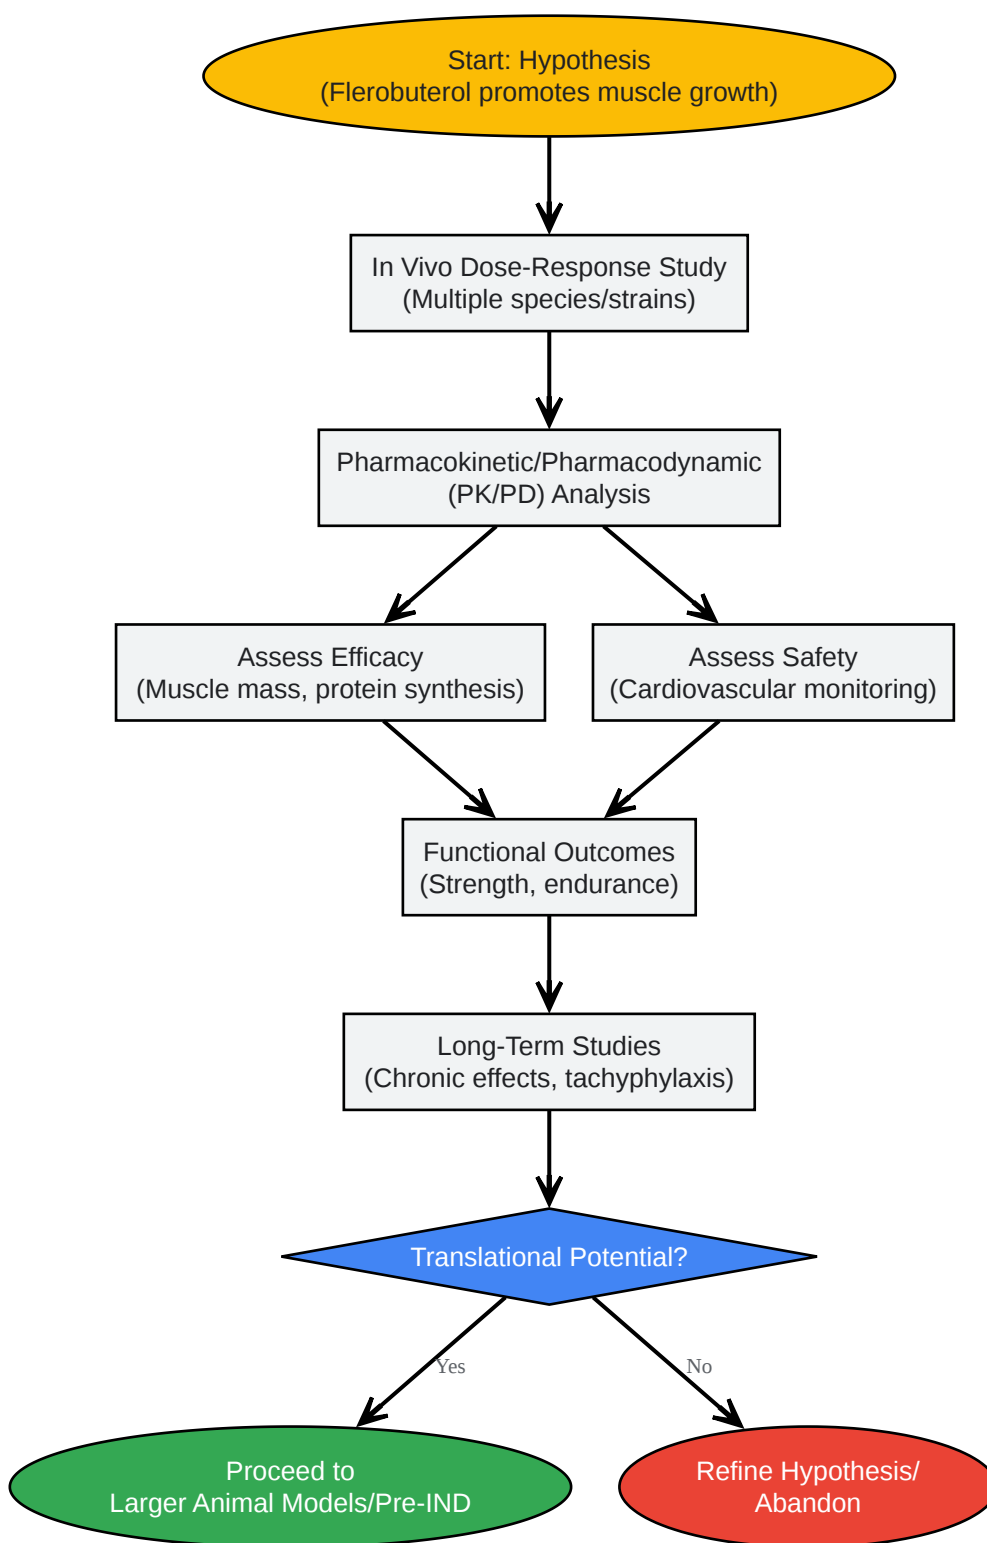 Start: Hypothesis
(Flerobuterol promotes muscle growth)
In Vivo Dose-Response Study
(Multiple species/strains)
Pharmacokinetic/Pharmacodynamic
(PK/PD) Analysis
Assess Efficacy
(Muscle mass, protein synthesis)
Assess Safety
(Cardiovascular monitoring)
Functional Outcomes
(Strength, endurance)
Long-Term Studies
(Chronic effects, tachyphylaxis)
Translational Potential?
Yes
No
Proceed to
Larger Animal Models/Pre-IND
Refine Hypothesis/
Abandon